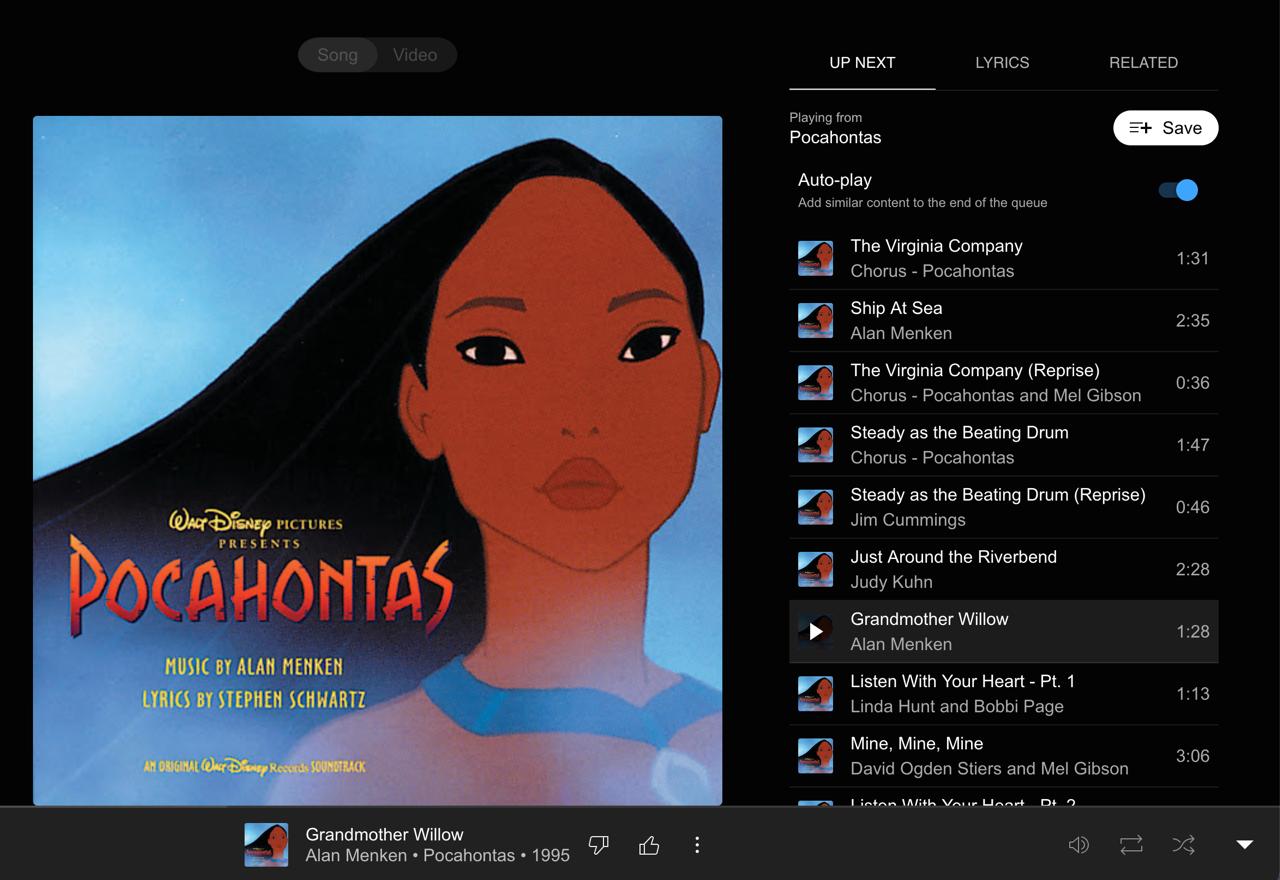 Song
Video
UP NEXT
LYRICS
RELATED
Playing from
Pocahontas
Save
Auto-play
Add similar content to the end of the queue
The Virginia Company
Chorus - Pocahontas
1:31
Ship At Sea
Alan Menken
2:35
The Virginia Company (Reprise)
Chorus - Pocahontas and Mel Gibson
0:36
Steady as the Beating Drum
Chorus - Pocahontas
1:47
Steady as the Beating Drum (Reprise)
Jim Cummings
0:46
Just Around the Riverbend
Judy Kuhn
2:28
Grandmother Willow
Alan Menken
1:28
Listen With Your Heart - Pt. 1
Linda Hunt and Bobbi Page
1:13
Mine, Mine, Mine
David Ogden Stiers and Mel Gibson
3:06
Listen With Your Heart - Pt. 2
WALT DISNEY PICTURES
PRESENTS
POCAHONTAS
MUSIC BY ALAN MENKEN
LYRICS BY STEPHEN SCHWARTZ
AN ORIGINAL WALT DISNEY Records SOUNDTRACK
Grandmother Willow
Alan Menken • Pocahontas • 1995